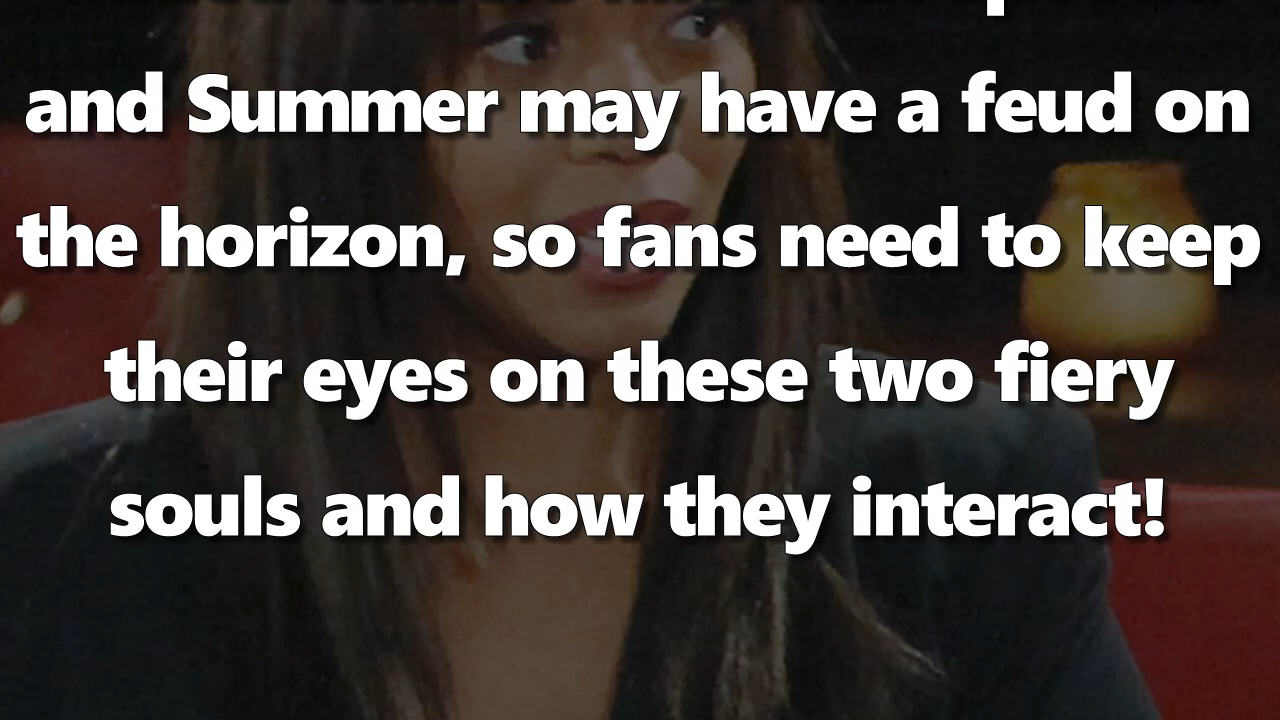 and Summer may have a feud on
the horizon, so fans need to keep
their eyes on these two fiery
souls and how they interact!